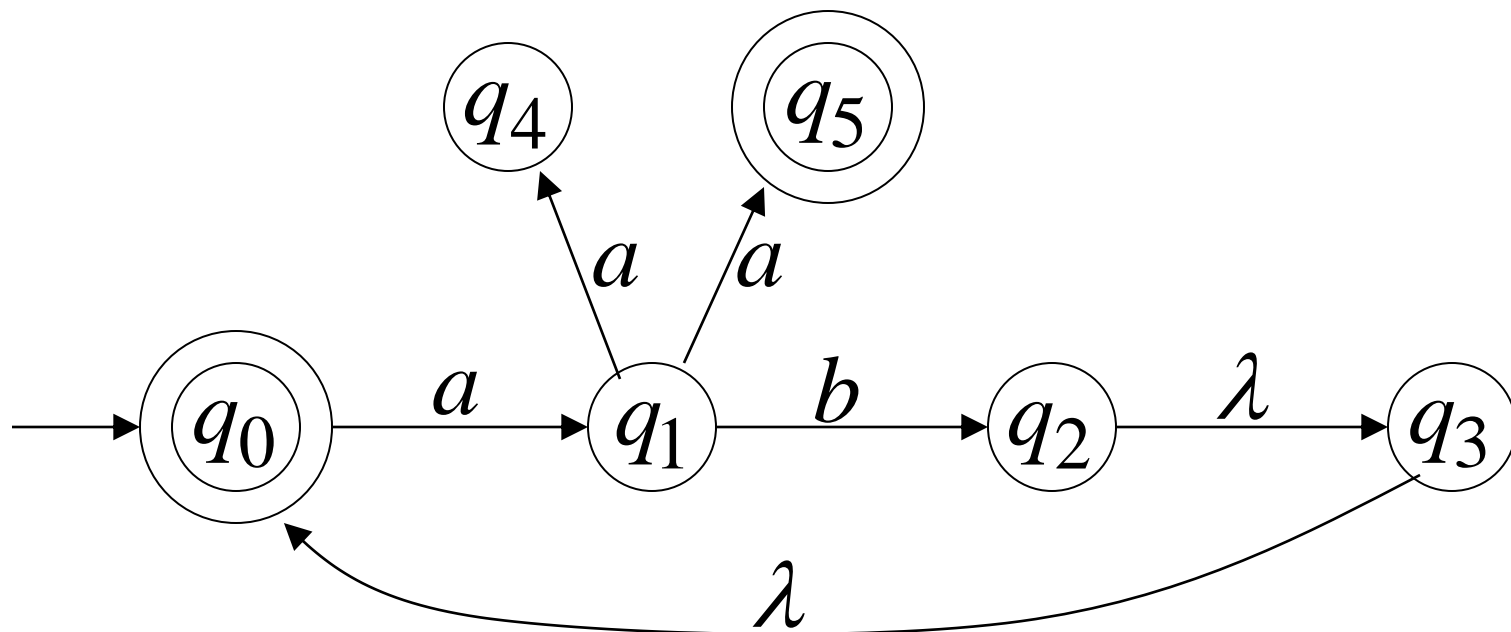 q₄ q₅
a a
q₀ a q₁ b q₂ λ q₃
λ